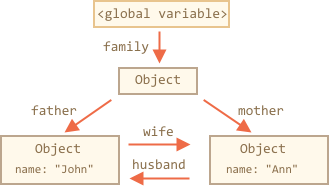 <global variable>
family
Object
father
mother
wife
Object
Object
name: "John"
husband
name: "Ann"